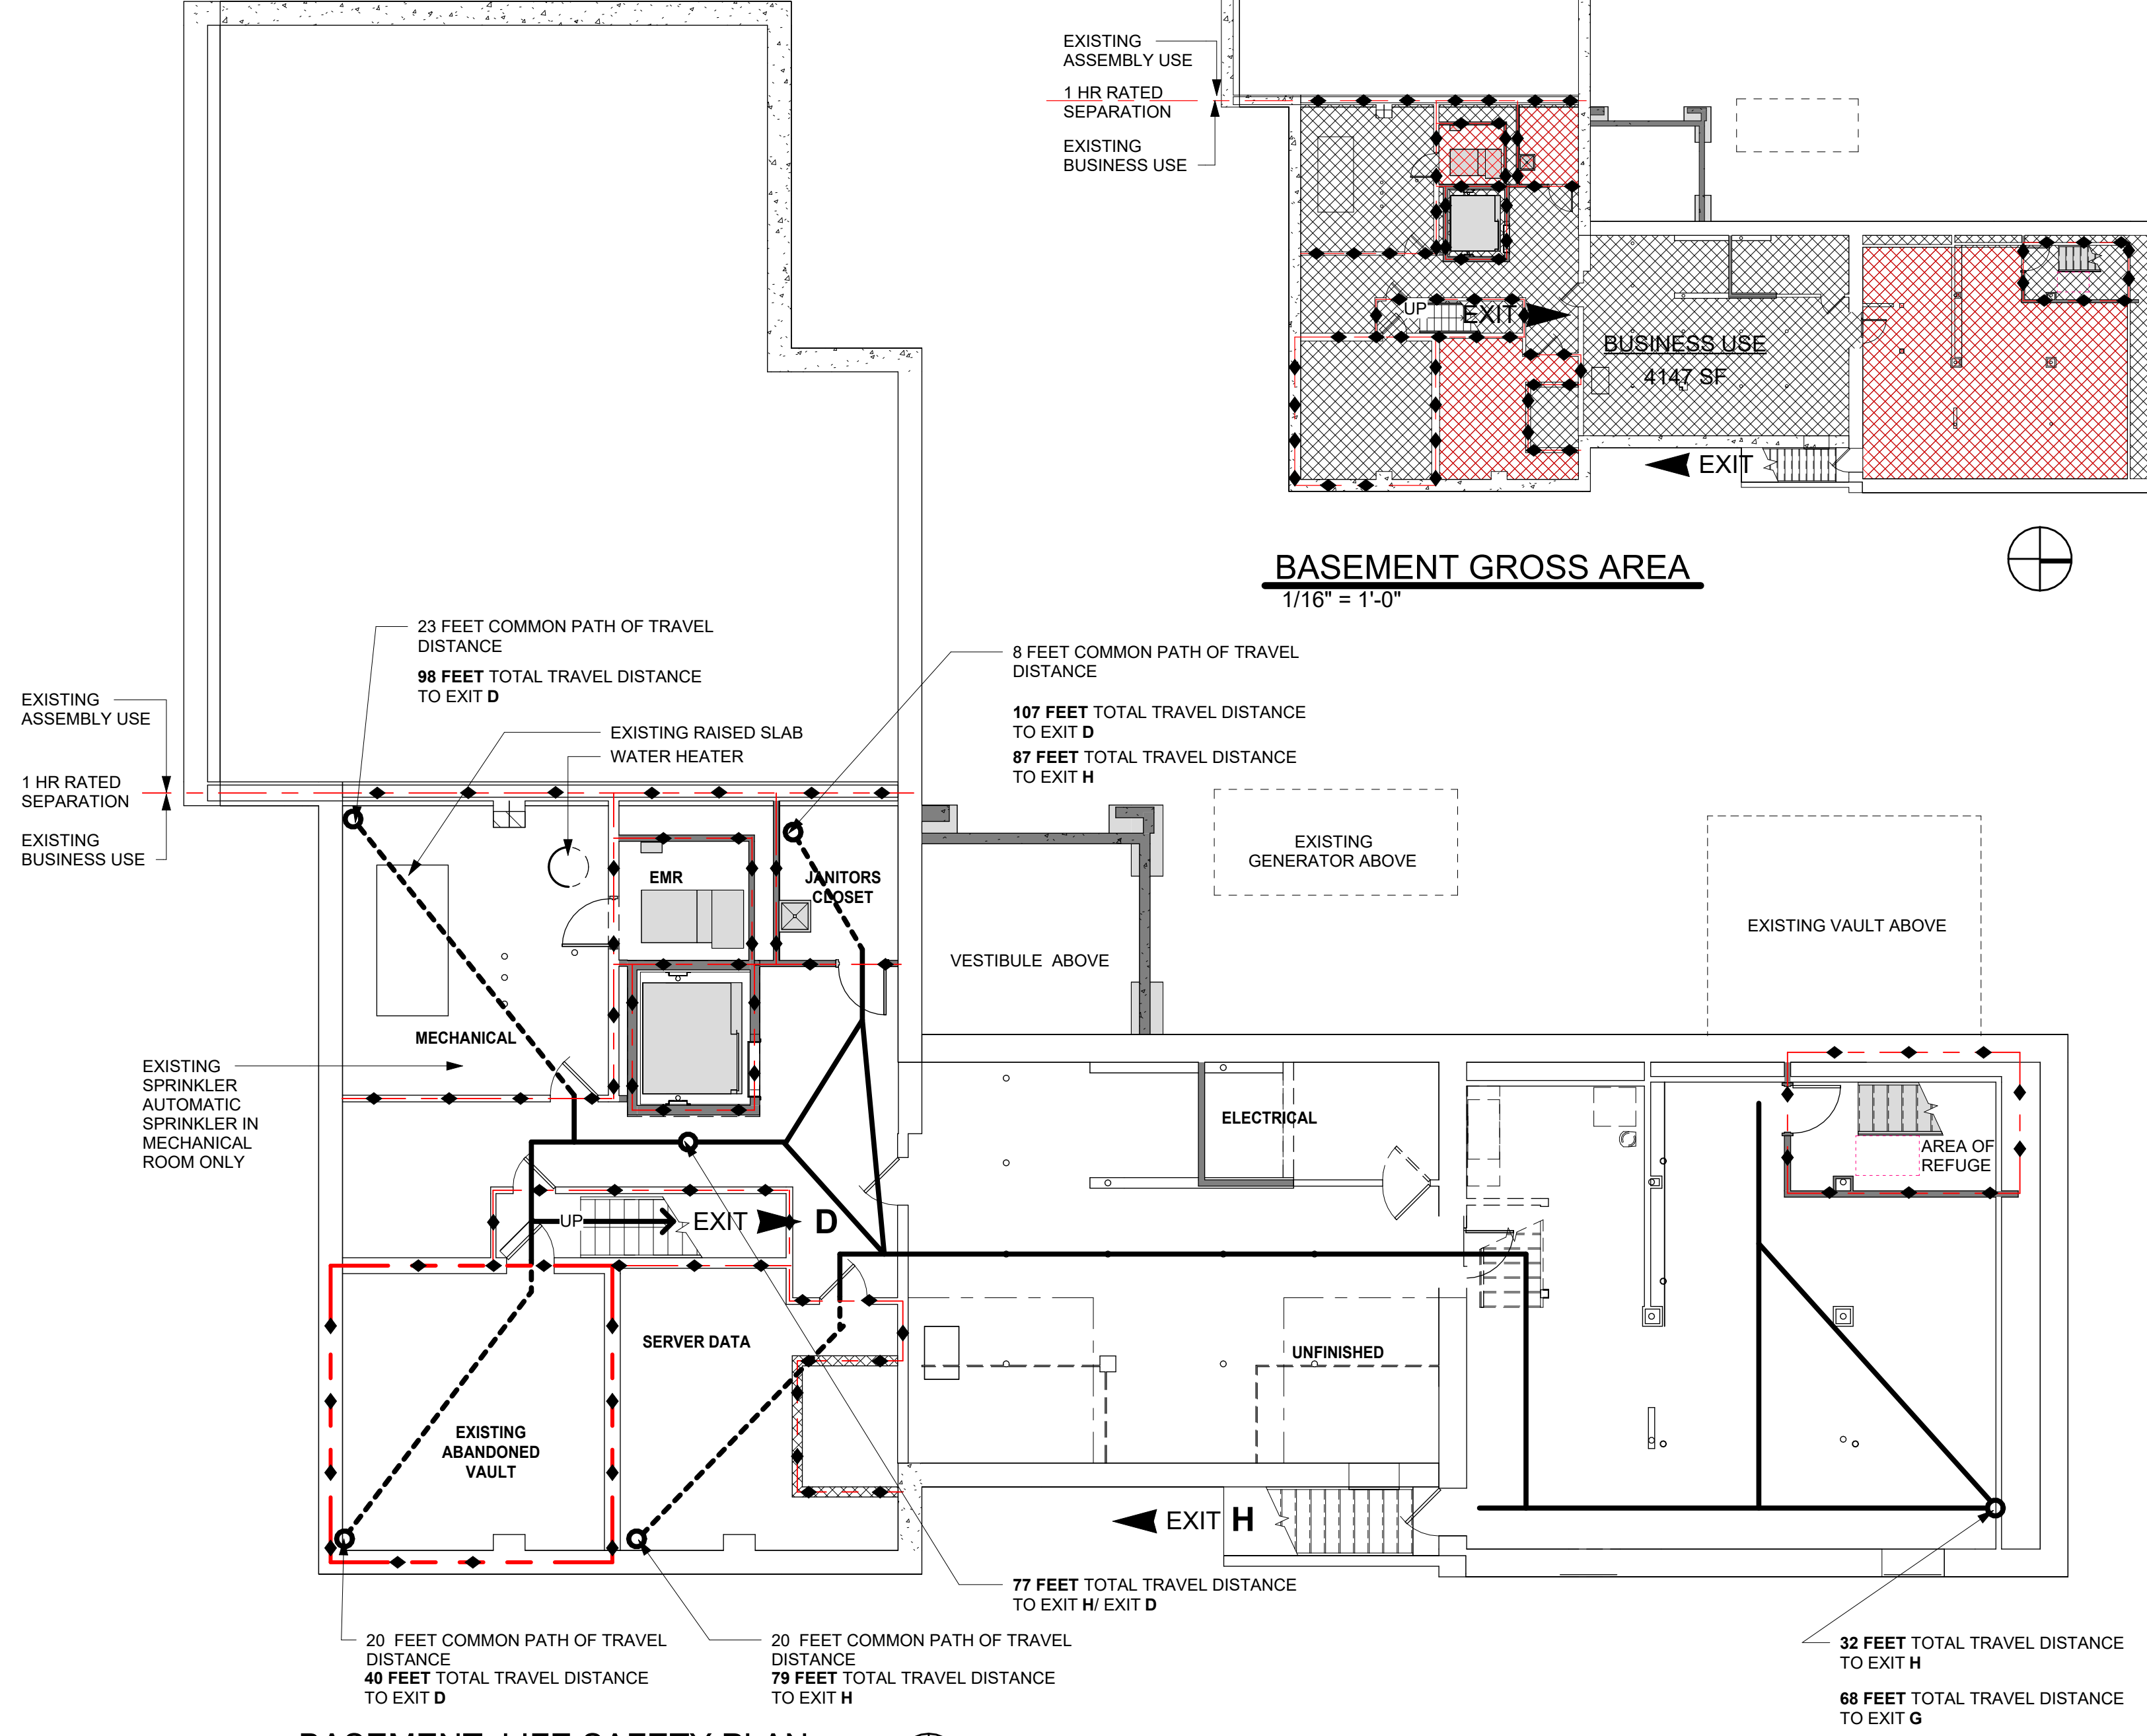 EXISTING
ASSEMBLY USE
1 HR RATED
SEPARATION
EXISTING
BUSINESS USE
UP
EXIT
BUSINESS USE
4147 SF
EXIT
BASEMENT GROSS AREA
1/16" = 1'-0"
23 FEET COMMON PATH OF TRAVEL
DISTANCE
98 FEET TOTAL TRAVEL DISTANCE
TO EXIT D
8 FEET COMMON PATH OF TRAVEL
DISTANCE
107 FEET TOTAL TRAVEL DISTANCE
TO EXIT D
87 FEET TOTAL TRAVEL DISTANCE
TO EXIT H
EXISTING
ASSEMBLY USE
1 HR RATED
SEPARATION
EXISTING
BUSINESS USE
EXISTING RAISED SLAB
WATER HEATER
EMR
JANITORS
CLOSET
EXISTING
GENERATOR ABOVE
EXISTING VAULT ABOVE
VESTIBULE ABOVE
MECHANICAL
EXISTING
SPRINKLER
AUTOMATIC
SPRINKLER IN
MECHANICAL
ROOM ONLY
ELECTRICAL
AREA OF
REFUGE
UP
EXIT D
SERVER DATA
UNFINISHED
EXISTING
ABANDONED
VAULT
EXIT H
77 FEET TOTAL TRAVEL DISTANCE
TO EXIT H/ EXIT D
20 FEET COMMON PATH OF TRAVEL
DISTANCE
40 FEET TOTAL TRAVEL DISTANCE
TO EXIT D
20 FEET COMMON PATH OF TRAVEL
DISTANCE
79 FEET TOTAL TRAVEL DISTANCE
TO EXIT H
32 FEET TOTAL TRAVEL DISTANCE
TO EXIT H
68 FEET TOTAL TRAVEL DISTANCE
TO EXIT G
BASEMENT LIFE SAFETY PLAN